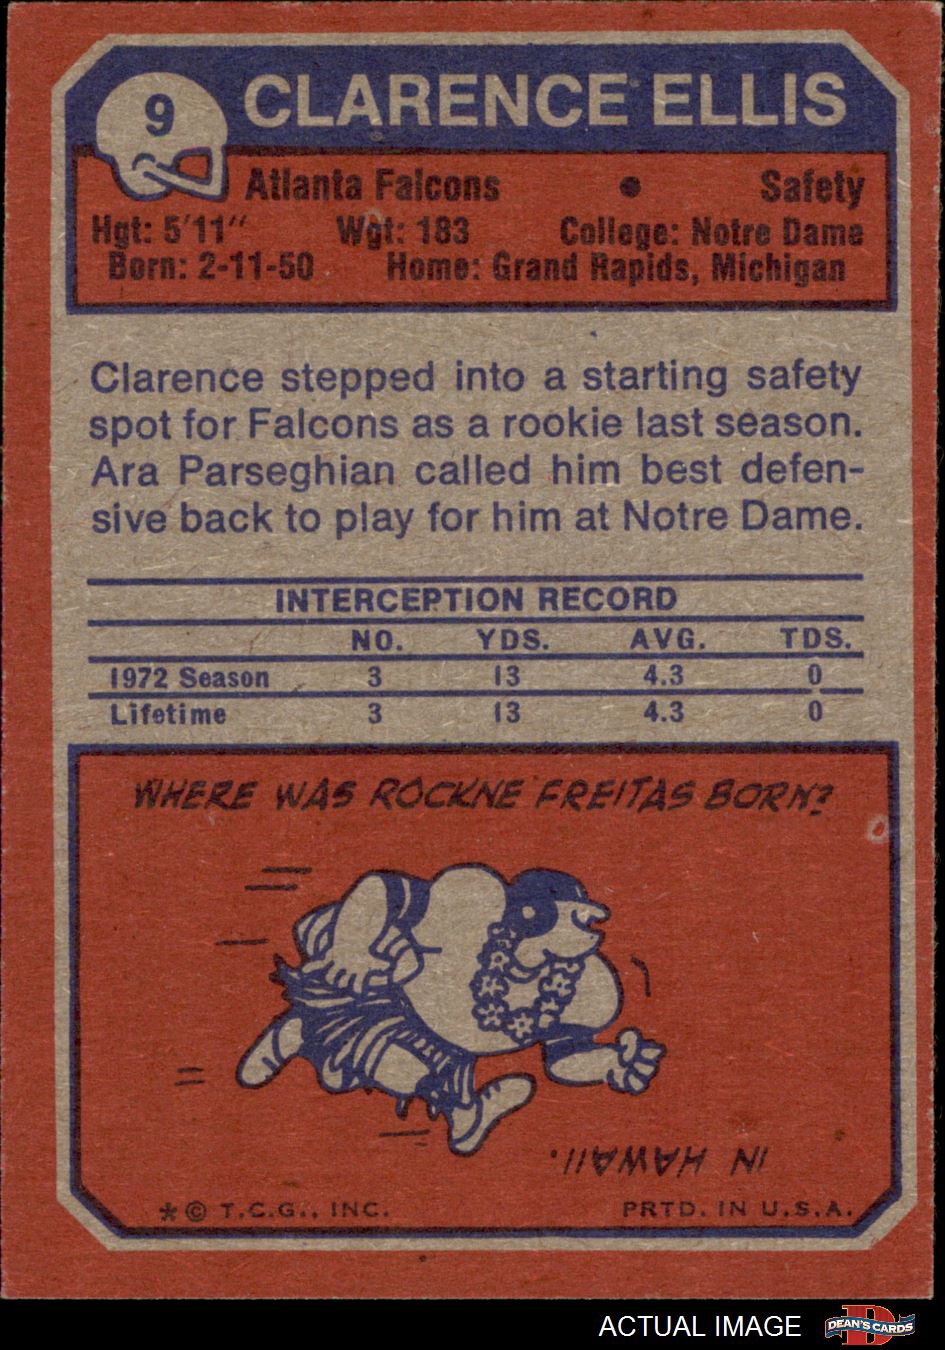 9 CLARENCE ELLIS
Atlanta Falcons • Safety
Hgt: 5'11" Wgt: 183 College: Notre Dame
Born: 2-11-50 Home: Grand Rapids, Michigan
Clarence stepped into a starting safety
spot for Falcons as a rookie last season.
Ara Parseghian called him best defen-
sive back to play for him at Notre Dame.
INTERCEPTION RECORD
NO. YDS. AVG. TDS.
1972 Season 3 13 4.3 0
Lifetime 3 13 4.3 0
WHERE WAS ROCKNE FREITAS BORN?
IN HAWAII.
*© T.C.G., INC. PRTD. IN U.S.A.
ACTUAL IMAGE DEAN'S CARDS